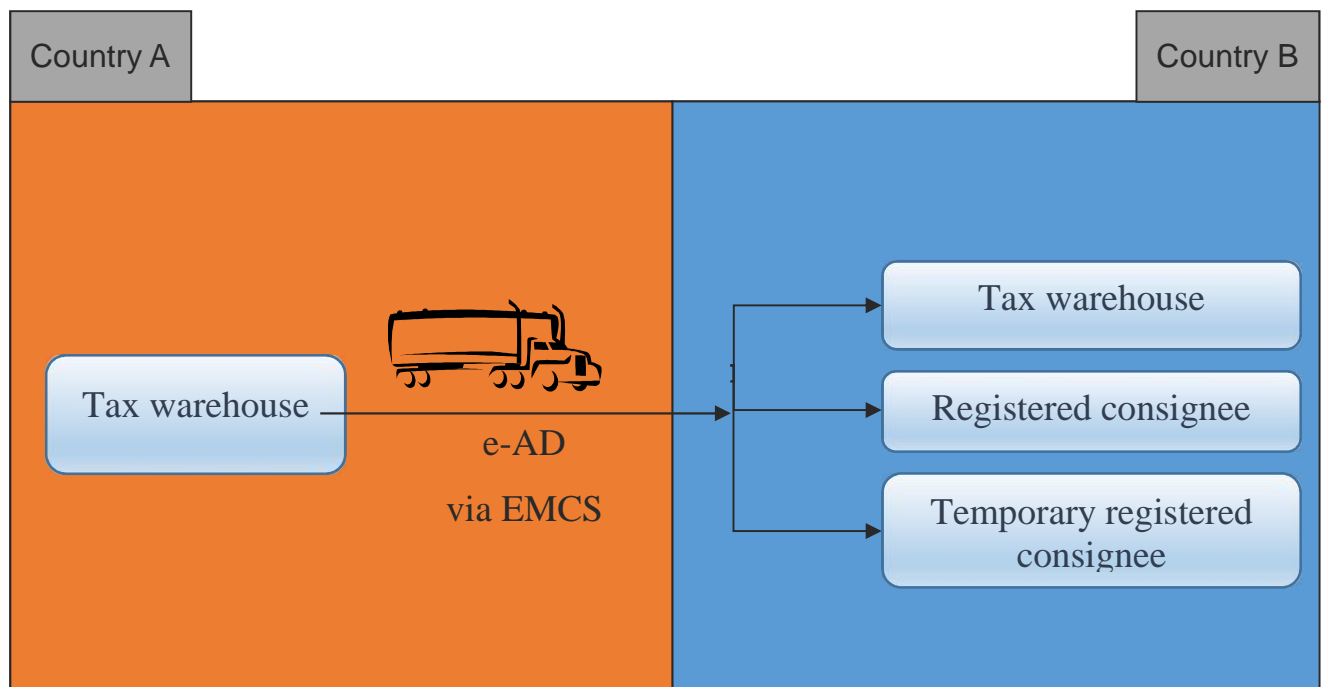 Country A
Country B
Tax warehouse
e-AD
via EMCS
Tax warehouse
Registered consignee
Temporary registered
consignee